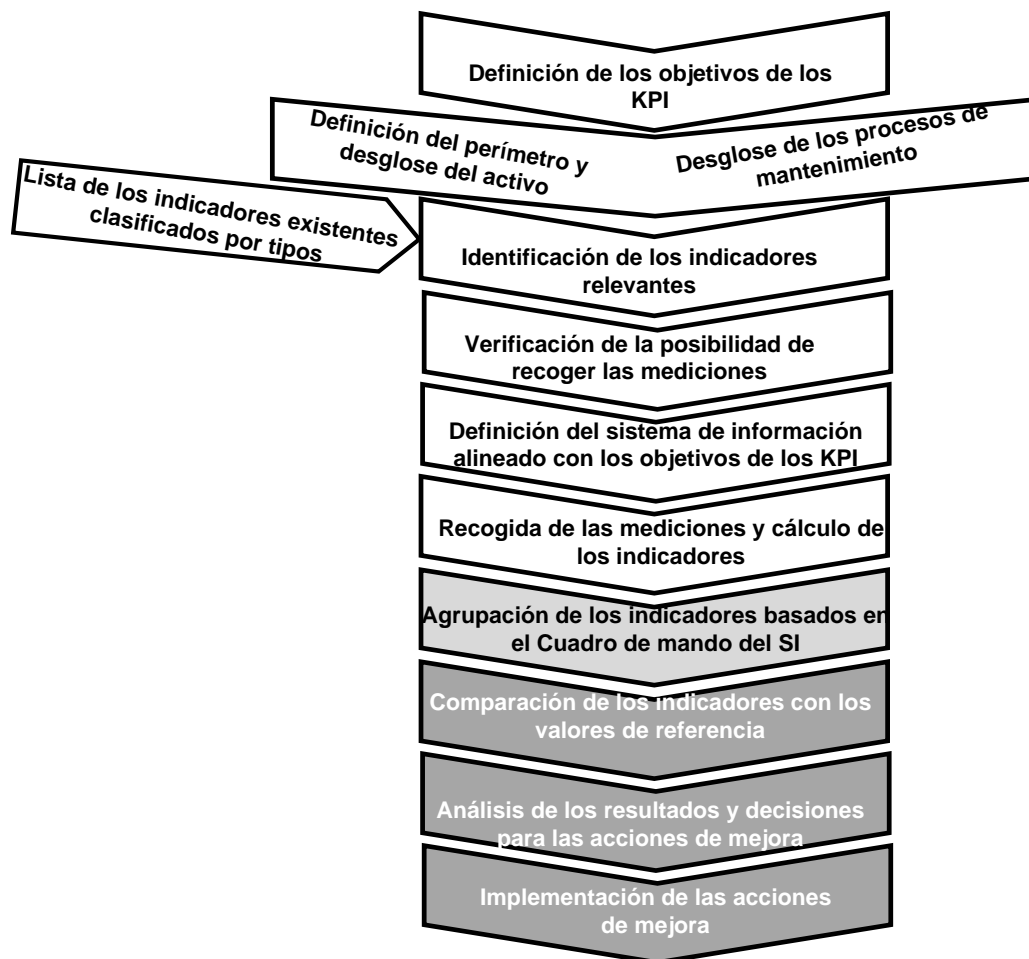 Definición de los objetivos de los
KPI
Definición del perímetro y
desglose del activo
Desglose de los procesos de
mantenimiento
Lista de los indicadores existentes
clasificados por tipos
Identificación de los indicadores
relevantes
Verificación de la posibilidad de
recoger las mediciones
Definición del sistema de información
alineado con los objetivos de los KPI
Recogida de las mediciones y cálculo de
los indicadores
Agrupación de los indicadores basados en
el Cuadro de mando del SI
Comparación de los indicadores con los
valores de referencia
Análisis de los resultados y decisiones
para las acciones de mejora
Implementación de las acciones
de mejora